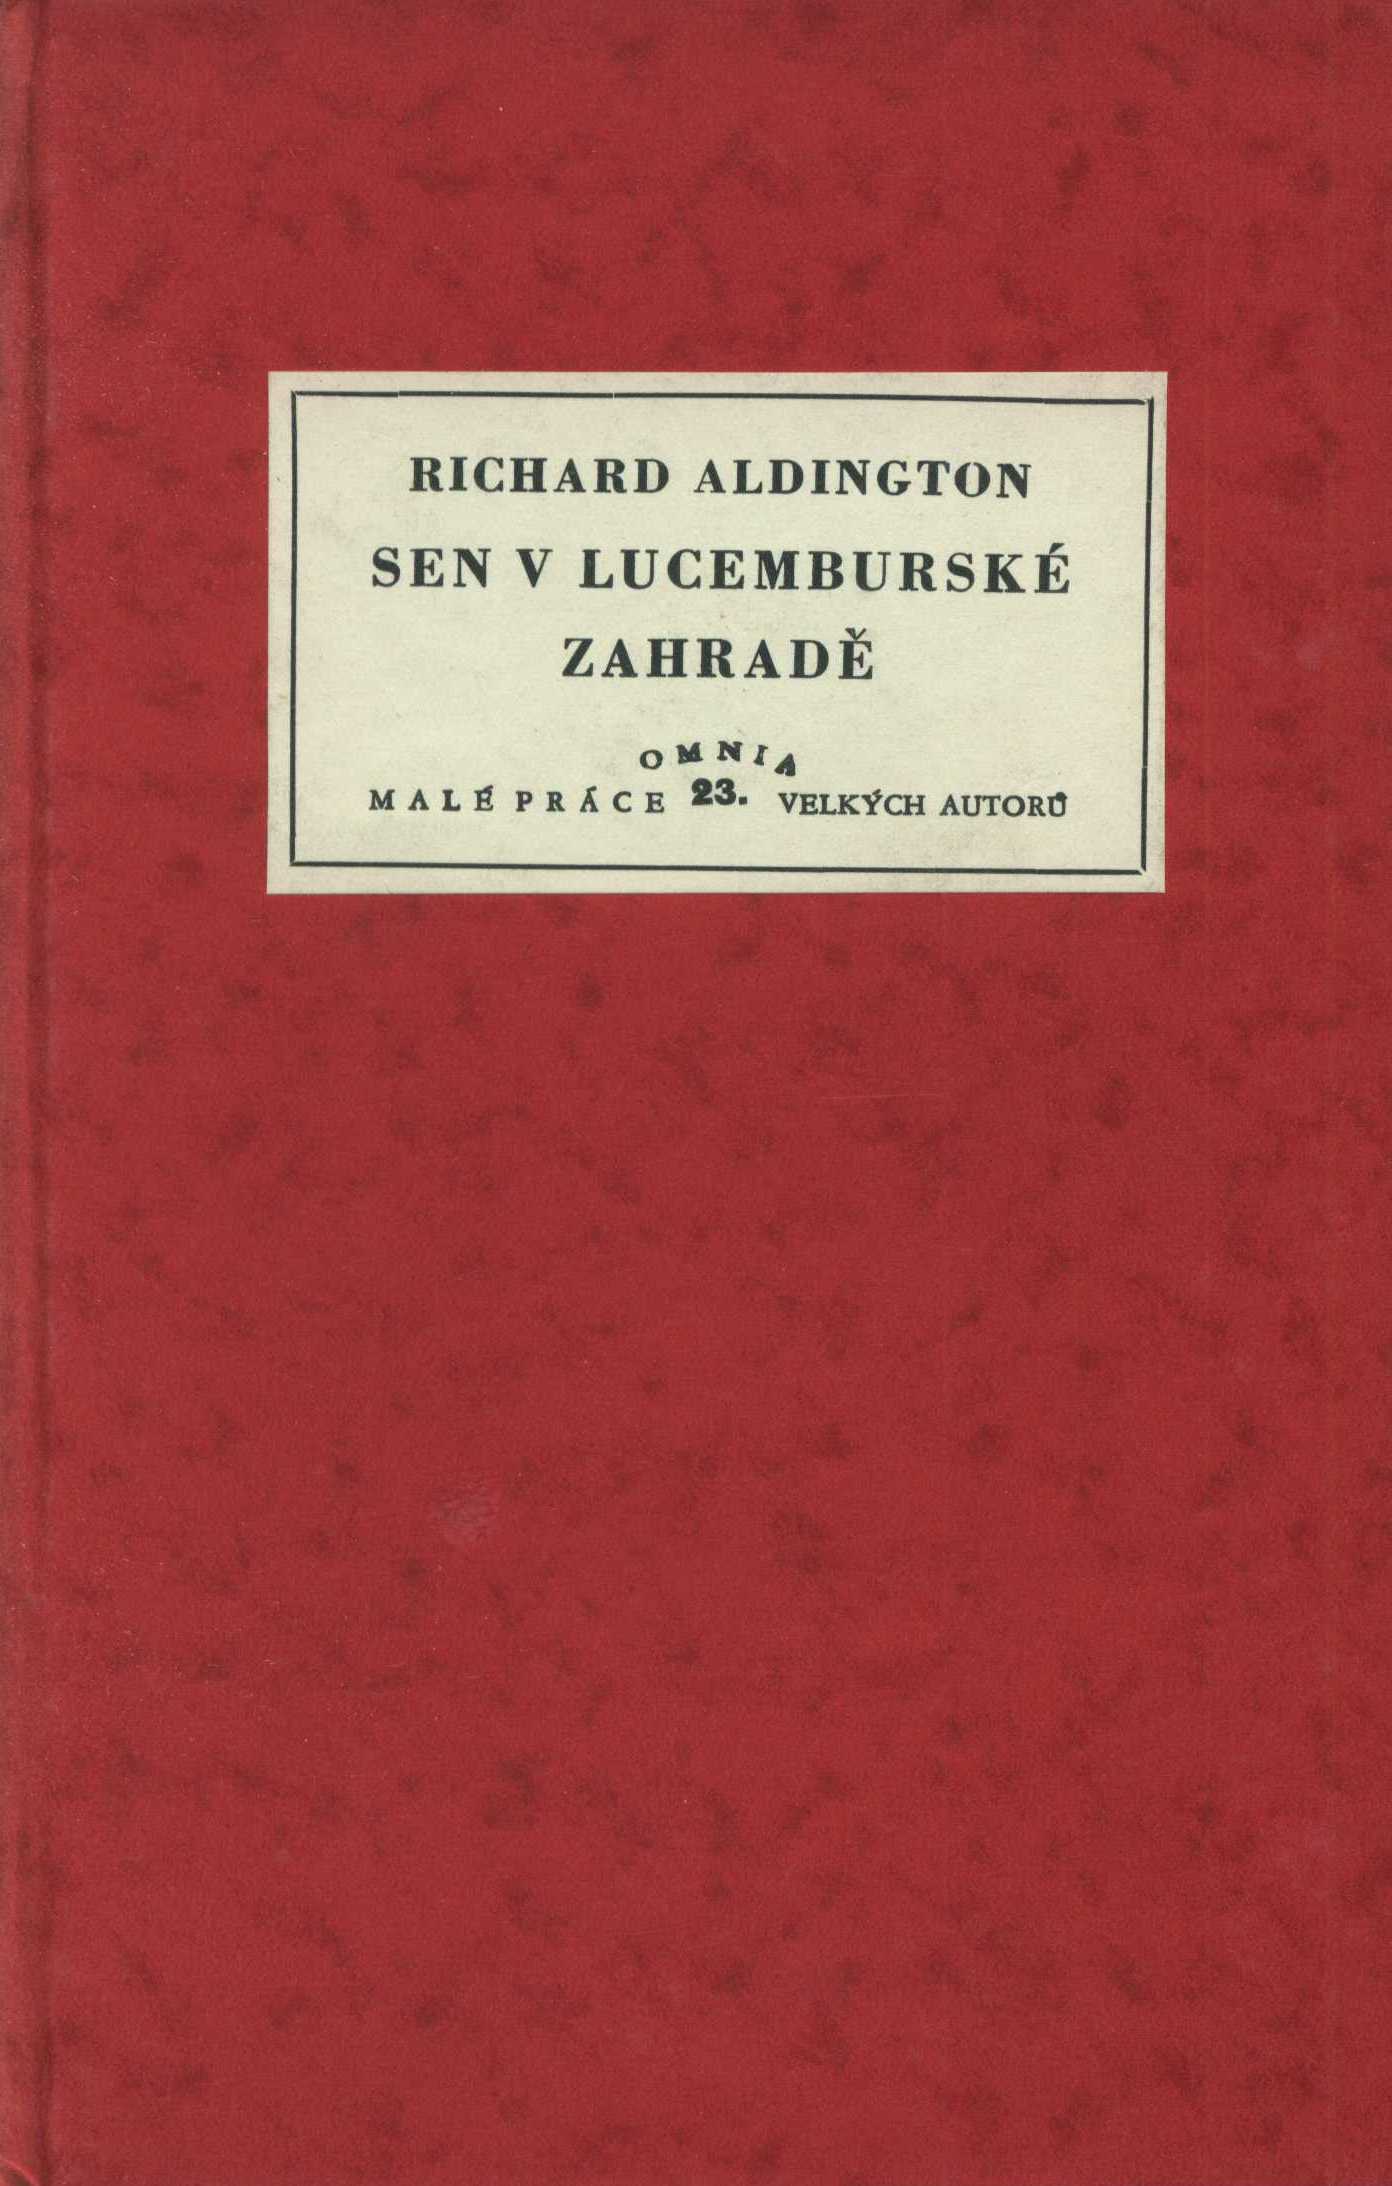 RICHARD ALDINGTON
SEN V LUCEMBURSKÉ
ZAHRADĚ
OMNIA
MALÉ PRÁCE 23. VELKÝCH AUTORŮ